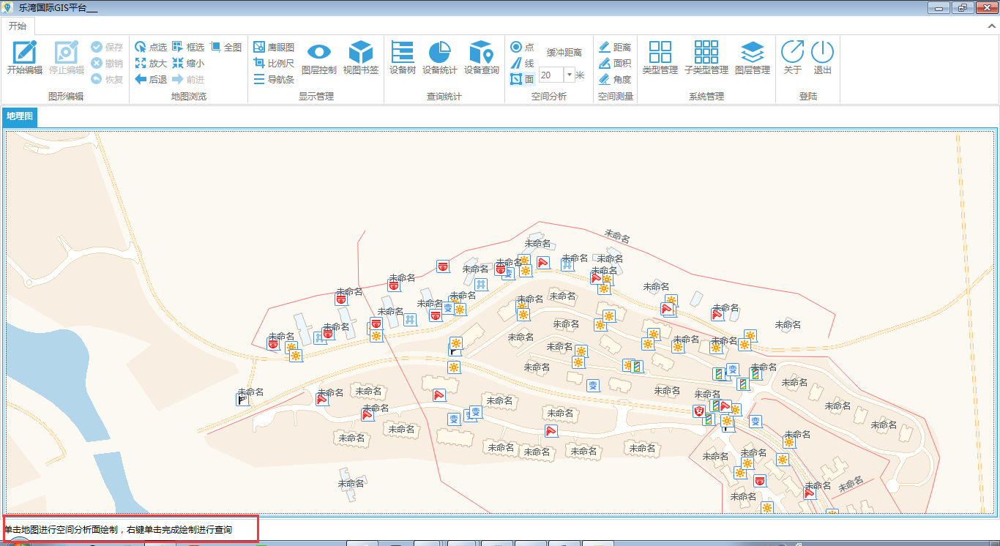 乐湾国际GIS平台___
开始
开始编辑 停止编辑 保存 撤销 恢复
图形编辑
点选 框选 全图
放大 缩小
后退 前进
地图浏览
鹰眼图
比例尺
导航条
图层控制 视图书签
显示管理
设备树 设备统计 设备查询
查询统计
点 缓冲距离
线
面 20 米
空间分析
距离
面积
角度
空间测量
类型管理 子类型管理 图层管理
系统管理
关于 退出
登陆
地理图
未命名
未命名
未命名 未命名 未命名
未命名 未命名
未命名 未命名
未命名 未命名 未命名 未命名
未命名 未命名 未命名
未命名 未命名 未命名
未命名 未命名 未命名 未命名
未命名
未命名 未命名
未命名 未命名 未命名 未命名 未命名
未命名 未命名
未命名 未命名 未命名
未命名 未命名
未命名 未命名 未命名 未命名 未命名
未命名 未命名
未命名 未命名 未命名
未命名
变 变 变 变 变 变 变 变
单击地图进行空间分析面绘制，右键单击完成绘制进行查询